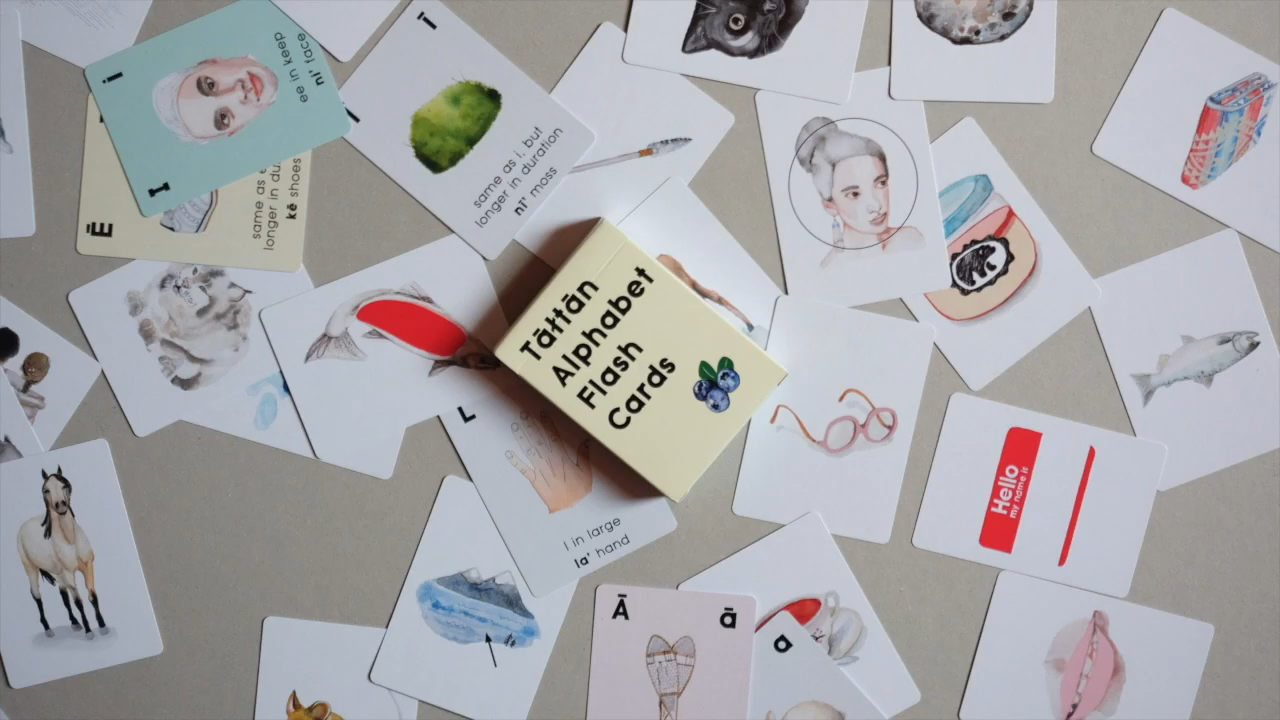 Tāłtān
Alphabet
Flash
Cards
i
I
ee in keep
ni' face
Ē
same as e
longer in du
kē shoes
ī
same as i, but
longer in duration
nī' moss
L
l in large
la' hand
Hello
my name is
Ā ā
a